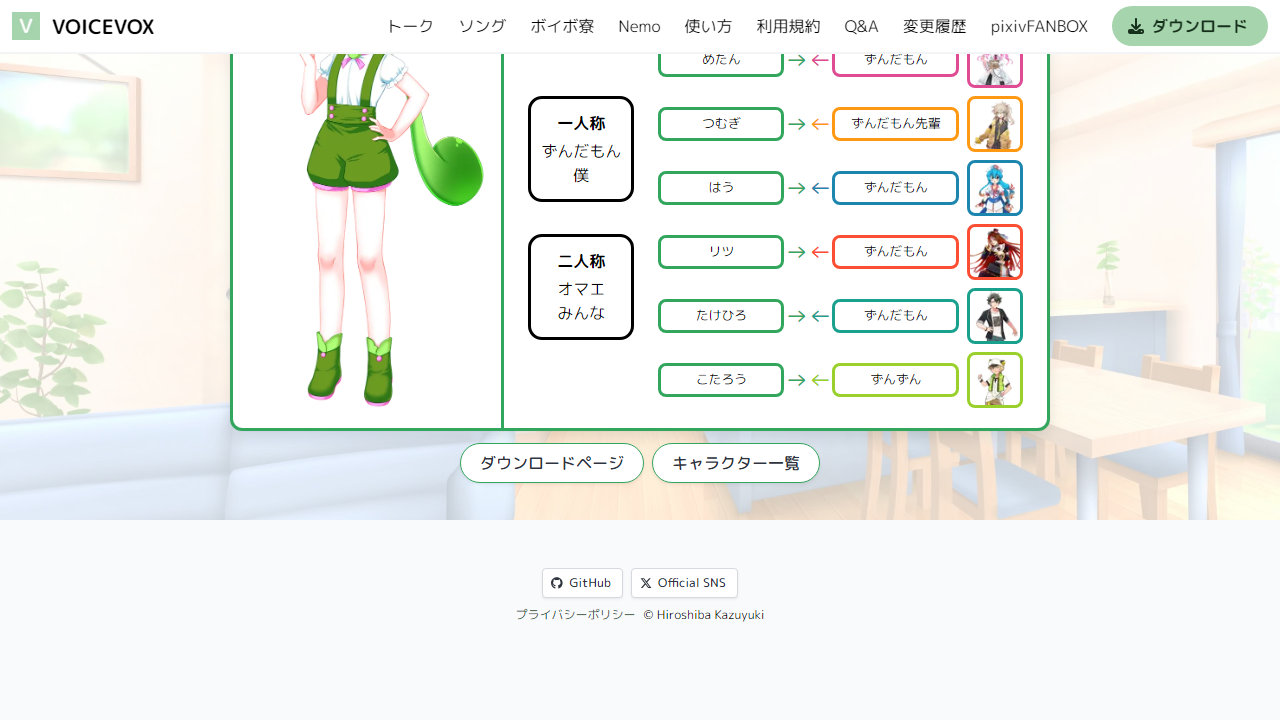 V VOICEVOX トーク ソング ボイボ寮 Nemo 使い方 利用規約 Q&A 変更履歴 pixivFANBOX ダウンロード
めたん → ← ずんだもん
一人称
ずんだもん
僕
つむぎ → ← ずんだもん先輩
はう → ← ずんだもん
二人称
オマエ
みんな
リツ → ← ずんだもん
たけひろ → ← ずんだもん
こたろう → ← ずんずん
ダウンロードページ キャラクター一覧
GitHub Official SNS
プライバシーポリシー © Hiroshiba Kazuyuki